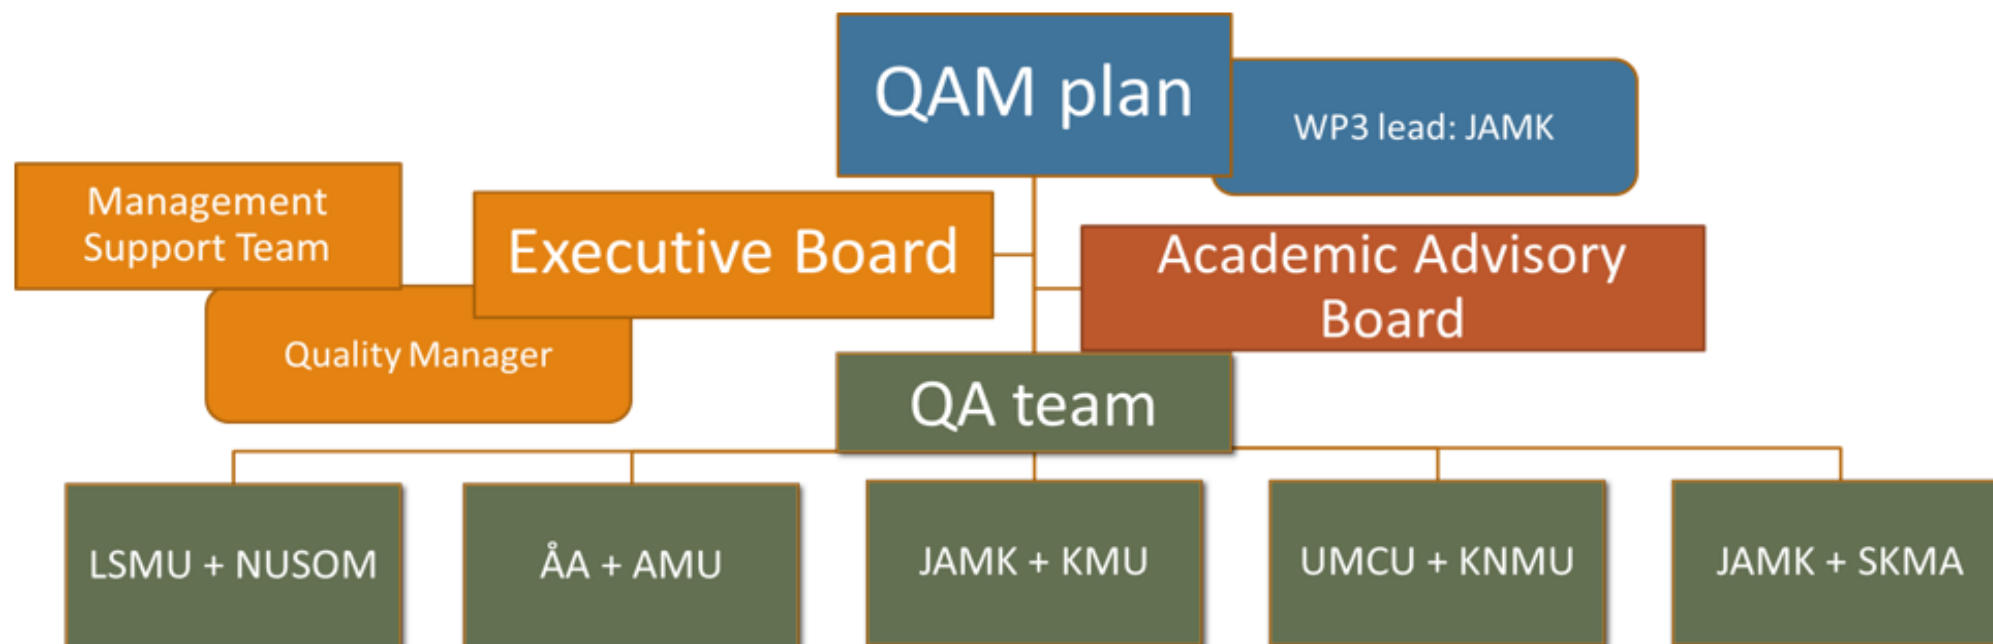 QAM plan
WP3 lead: JAMK
Management
Support Team
Executive Board
Quality Manager
Academic Advisory
Board
QA team
LSMU + NUSOM
ÅA + AMU
JAMK + KMU
UMCU + KNMU
JAMK + SKMA